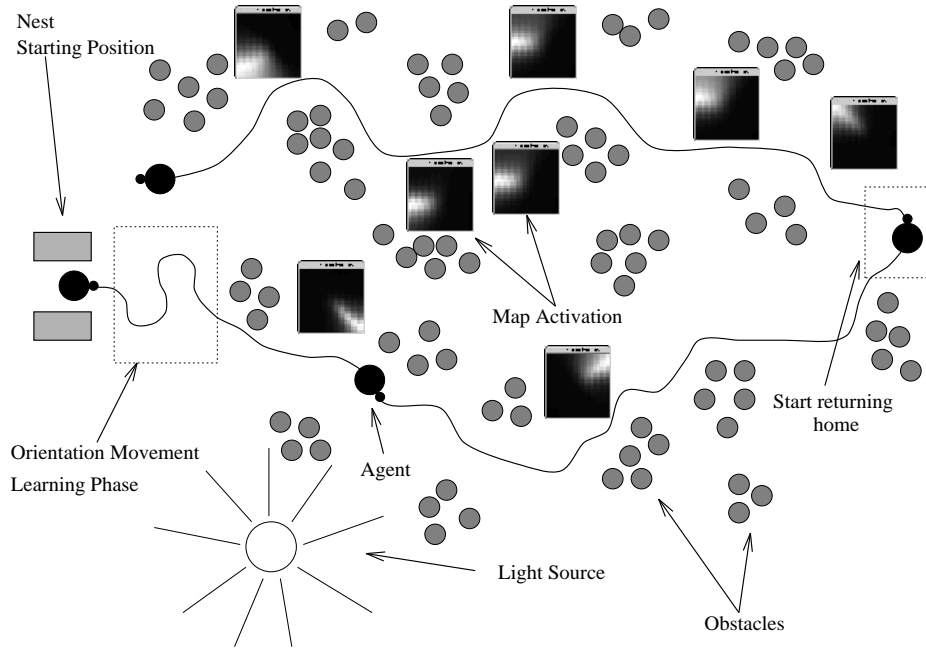 Nest
Starting Position
Map Activation
Start returning
home
Orientation Movement
Learning Phase
Agent
Light Source
Obstacles